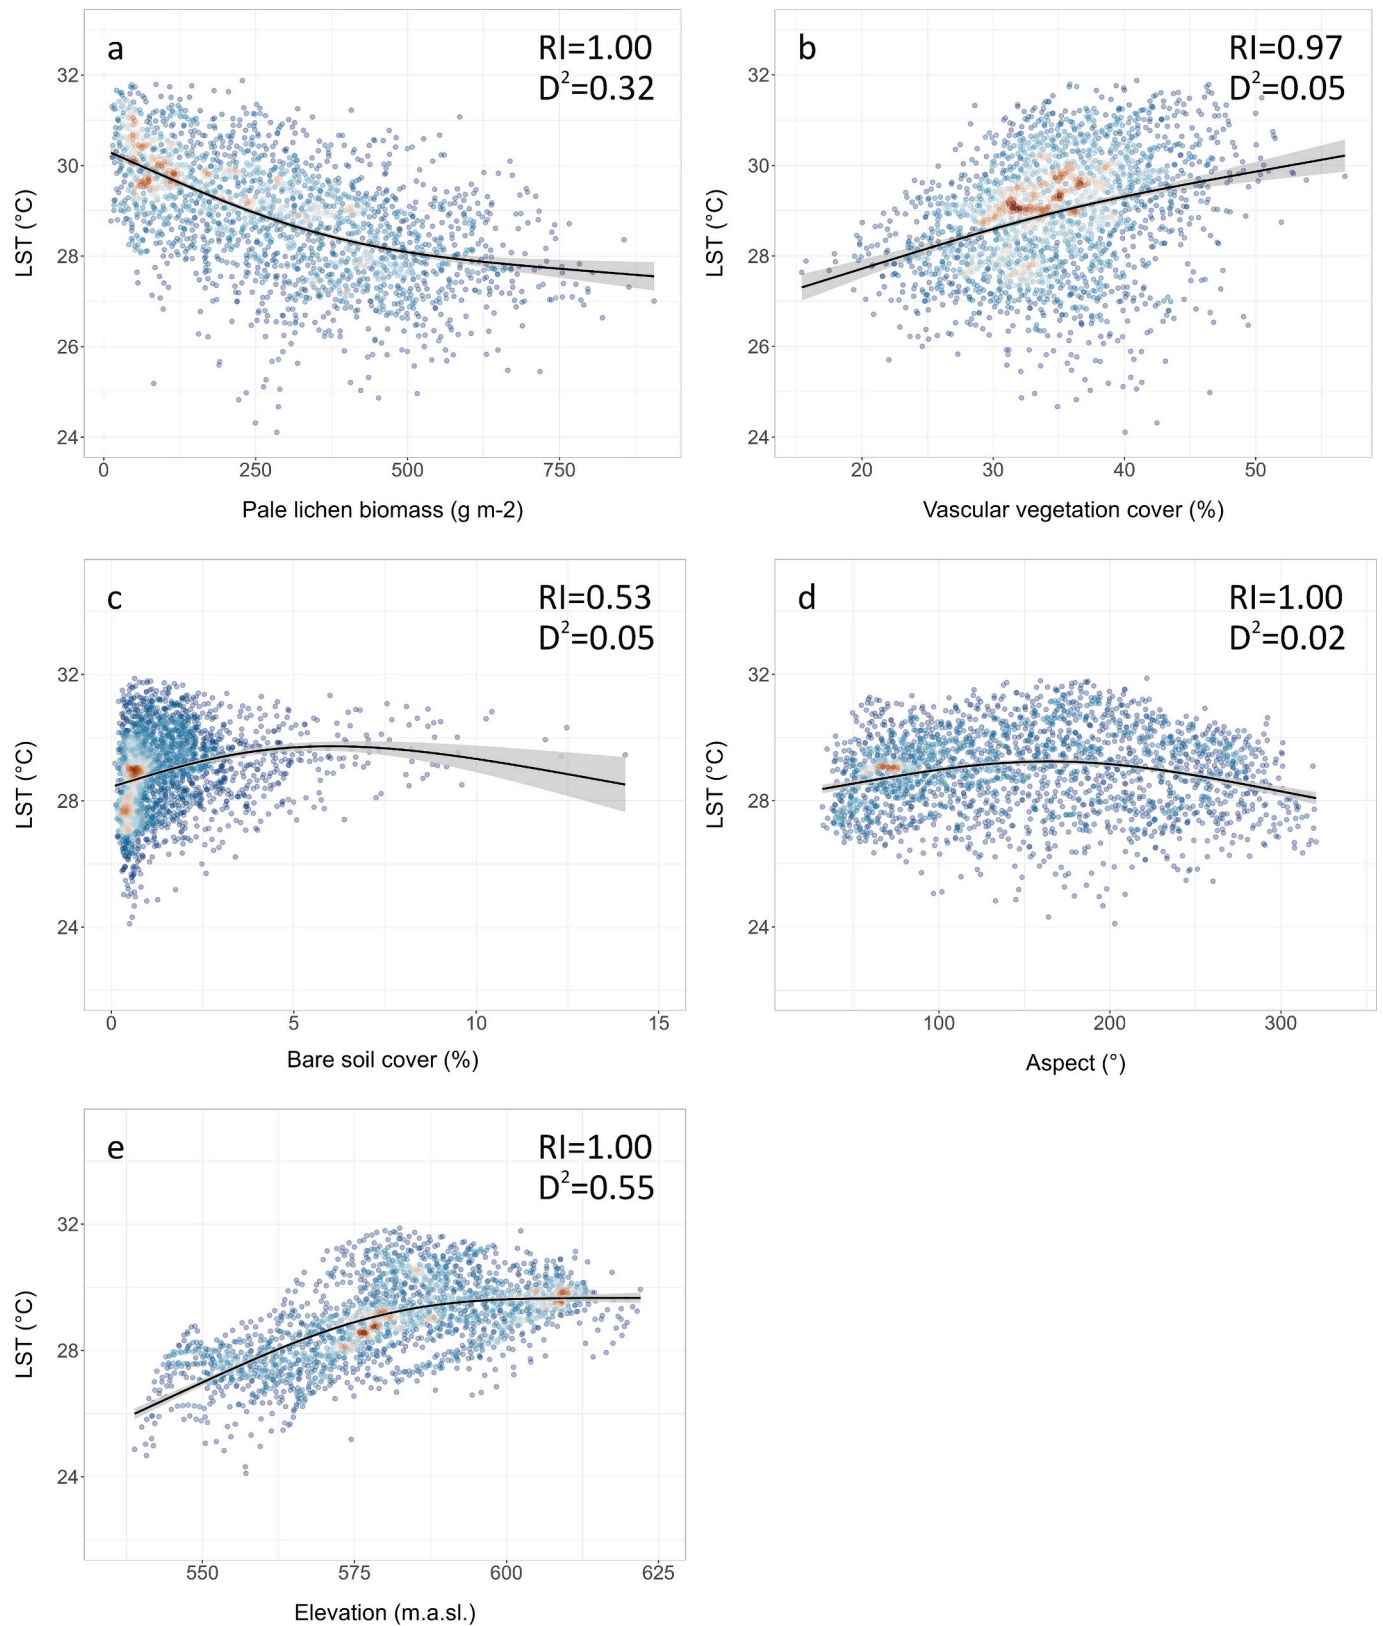 a
RI=1.00
D²=0.32
LST (°C)
32
30
28
26
24
0 250 500 750
Pale lichen biomass (g m-2)
b
RI=0.97
D²=0.05
LST (°C)
32
30
28
26
24
20 30 40 50
Vascular vegetation cover (%)
c
RI=0.53
D²=0.05
LST (°C)
32
28
24
0 5 10 15
Bare soil cover (%)
d
RI=1.00
D²=0.02
LST (°C)
32
28
24
100 200 300
Aspect (°)
e
RI=1.00
D²=0.55
LST (°C)
32
28
24
550 575 600 625
Elevation (m.a.sl.)